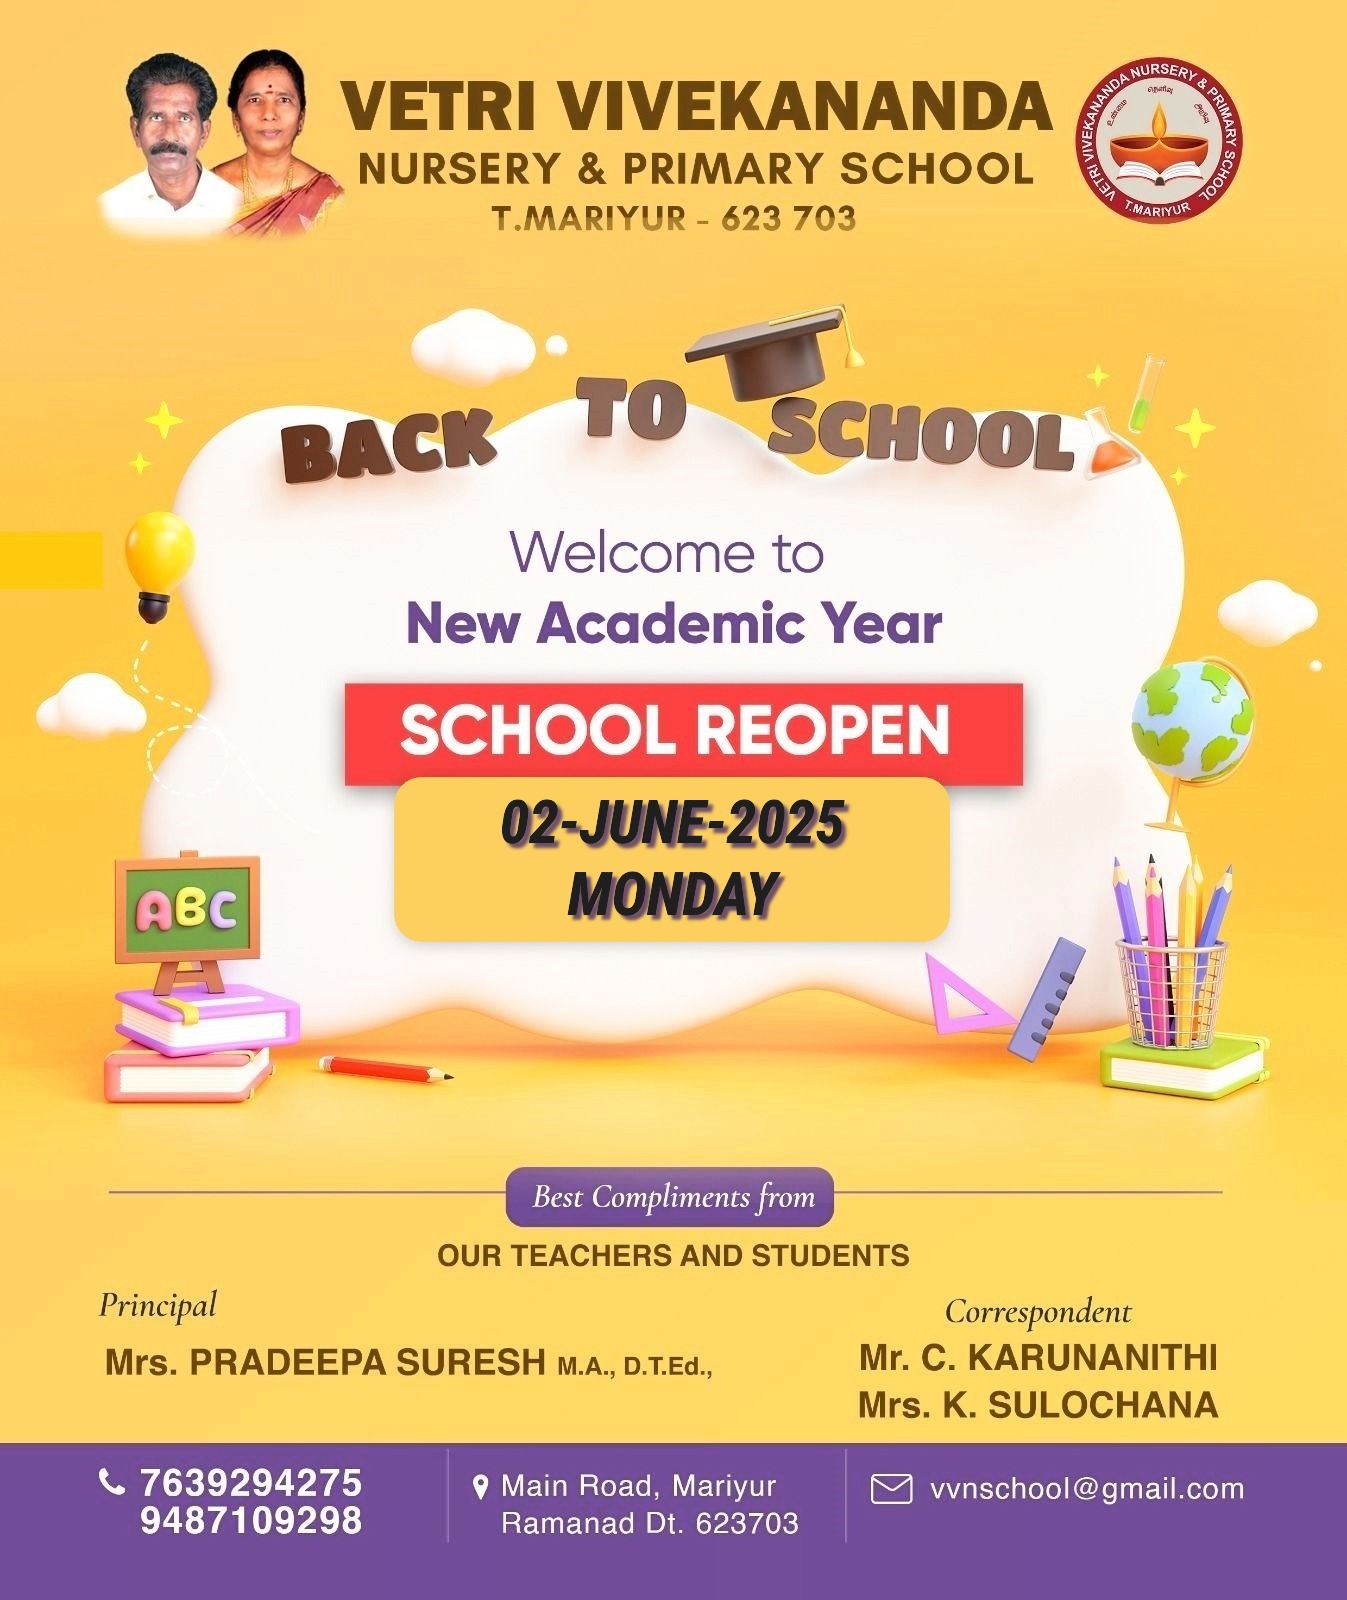 VETRI VIVEKANANDA
NURSERY & PRIMARY SCHOOL
T.MARIYUR - 623 703
VETRI VIVEKANANDA NURSERY & PRIMARY SCHOOL
உண்மை
தெளிவு
அறிவு
T.MARIYUR
BACK TO SCHOOL
Welcome to
New Academic Year
SCHOOL REOPEN
02-JUNE-2025
MONDAY
ABC
Best Compliments from
OUR TEACHERS AND STUDENTS
Principal
Mrs. PRADEEPA SURESH M.A., D.T.Ed.,
Correspondent
Mr. C. KARUNANITHI
Mrs. K. SULOCHANA
7639294275
9487109298
Main Road, Mariyur
Ramanad Dt. 623703
vvnschool@gmail.com